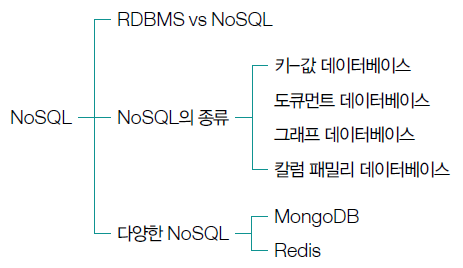 RDBMS vs NoSQL
키-값 데이터베이스
도큐먼트 데이터베이스
NoSQL
NoSQL의 종류
그래프 데이터베이스
칼럼 패밀리 데이터베이스
MongoDB
다양한 NoSQL
Redis